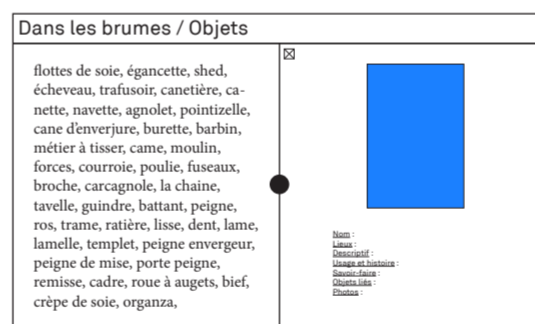 Dans les brumes / Objets
flottes de soie, égancette, shed,
écheveau, trafusoir, canetière, ca-
nette, navette, agnolet, pointizelle,
cane d'enverjure, burette, barbin,
métier à tisser, came, moulin,
forces, courroie, poulie, fuseaux,
broche, carcagnole, la chaine,
tavelle, guindre, battant, peigne,
ros, trame, ratière, lisse, dent, lame,
lamelle, templet, peigne envergeur,
peigne de mise, porte peigne,
remisse, cadre, roue à augets, bief,
crèpe de soie, organza,
Nom :
Lieux :
Descriptif :
Usage et histoire :
Savoir-faire :
Objets liés :
Photos :